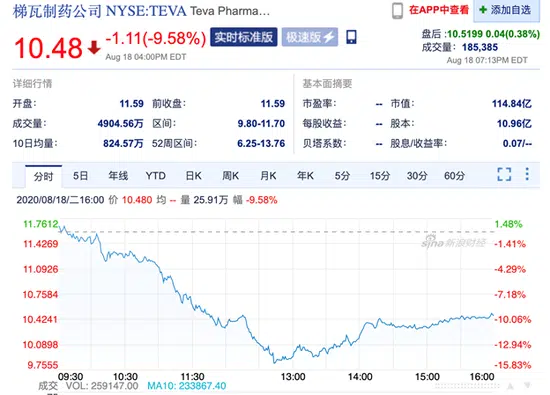 梯瓦制药公司 NYSE:TEVA Teva Pharma...
在APP中查看 + 添加自选
10.48 -1.11(-9.58%) 实时标准版 极速版
Aug 18 04:00PM EDT
盘后 :10.5199 0.04(0.38%)
成交量: 185,385
Aug 18 07:13PM EDT
详细行情 基本面摘要
开盘: 11.59 前收盘: 11.59 市盈率: -- 市值: 114.84亿
成交量: 4904.56万 区间: 9.80-11.70 每股收益: -- 股本: 10.96亿
10日均量: 824.57万 52周区间: 6.25-13.76 贝塔系数: -- 股息/收益率: 0.07/--
分时 5日 年线 YTD 日K 周K 月K 年K 5分 15分 30分 60分
2020/08/18/二16:00 价 10.480 均 -- 量 25.91万 幅 -9.58%
11.7612 1.48%
sina新浪财经
11.4269 -1.41%
11.0926 -4.29%
10.7584 -7.18%
10.4241 -10.06%
10.0898 -12.94%
9.7555 -15.83%
09:30 10:30 11:30 13:00 14:00 15:00 16:00
成交 VOL: 259147.00 MA10: 233867.40